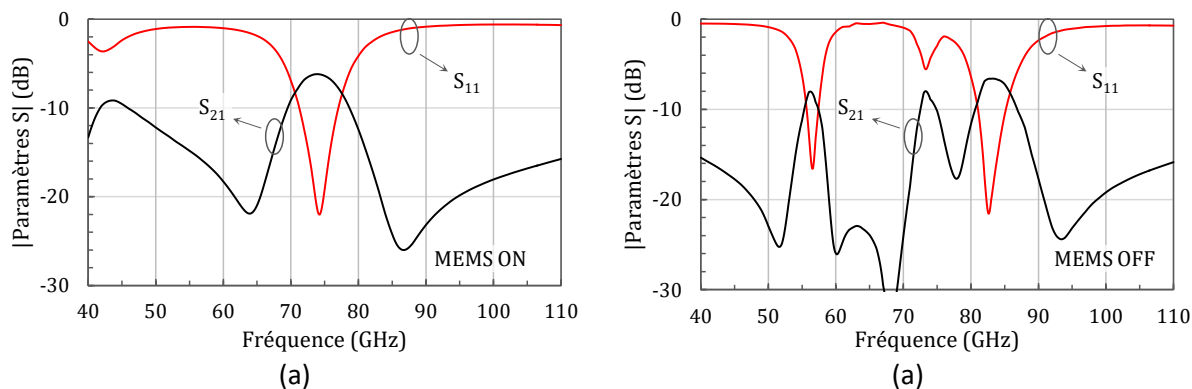 |Paramètres S| (dB)
0
-10
-20
-30
S21
S11
MEMS ON
40 50 60 70 80 90 100 110
Fréquence (GHz)
(a)
|Paramètres S| (dB)
0
-10
-20
-30
S21
S11
MEMS OFF
40 50 60 70 80 90 100 110
Fréquence (GHz)
(a)